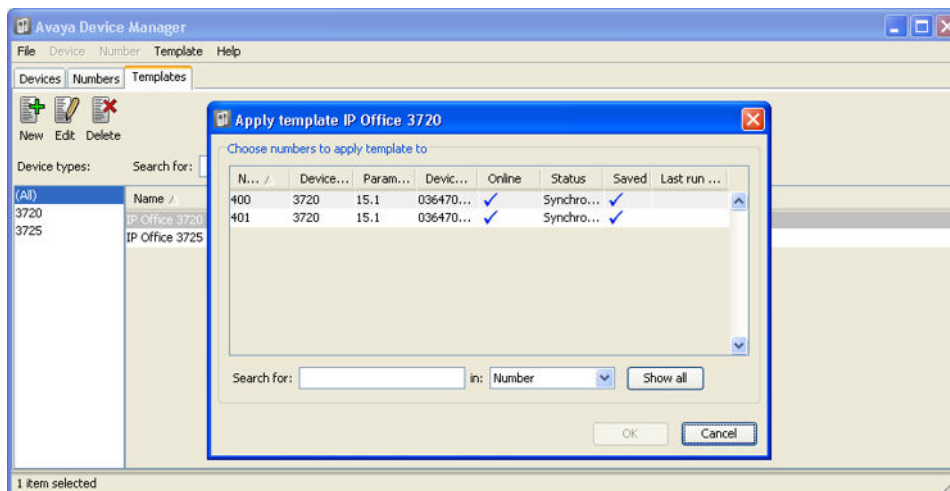 Avaya Device Manager
File Device Number Template Help
Devices Numbers Templates
New Edit Delete
Device types: Search for:
(All)
3720
3725
Name
IP Office 3720
IP Office 3725
Apply template IP Office 3720
Choose numbers to apply template to
N... Device... Param... Devic... Online Status Saved Last run ...
400 3720 15.1 036470... Synchro...
401 3720 15.1 036470... Synchro...
Search for: in: Number Show all
OK Cancel
1 item selected